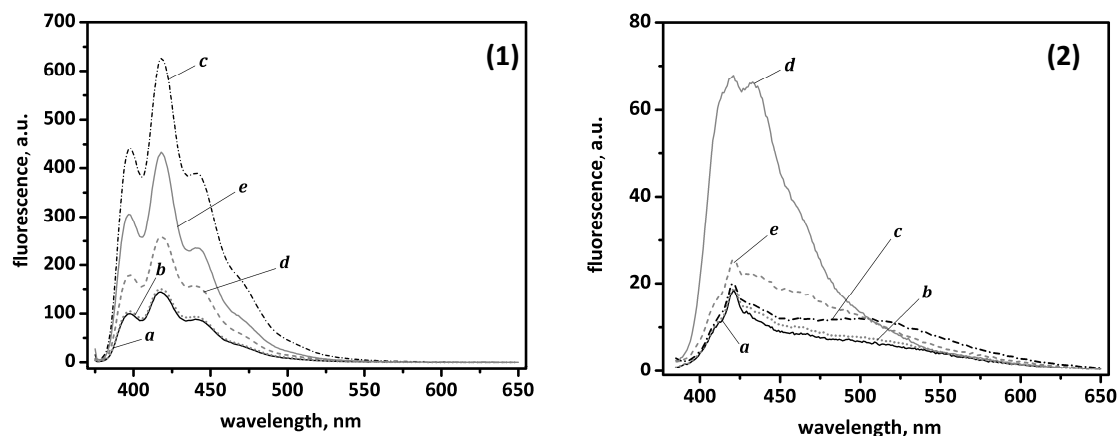 700
600
500
400
300
200
100
0
fluorescence, a.u.
(1)
c
e
d
b
a
400 450 500 550 600 650
wavelength, nm
80
60
40
20
0
fluorescence, a.u.
(2)
d
e
c
b
a
400 450 500 550 600 650
wavelength, nm